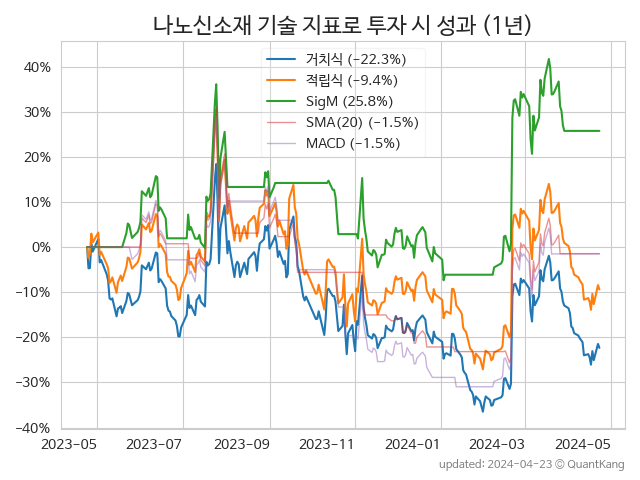 나노신소재 기술 지표로 투자 시 성과 (1년)
거치식 (−22.3%)
적립식 (−9.4%)
SigM (25.8%)
SMA(20) (−1.5%)
MACD (−1.5%)
40%
30%
20%
10%
0%
−10%
−20%
−30%
−40%
2023−05 2023−07 2023−09 2023−11 2024−01 2024−03 2024−05
updated: 2024−04−23 ⓒ QuantKang